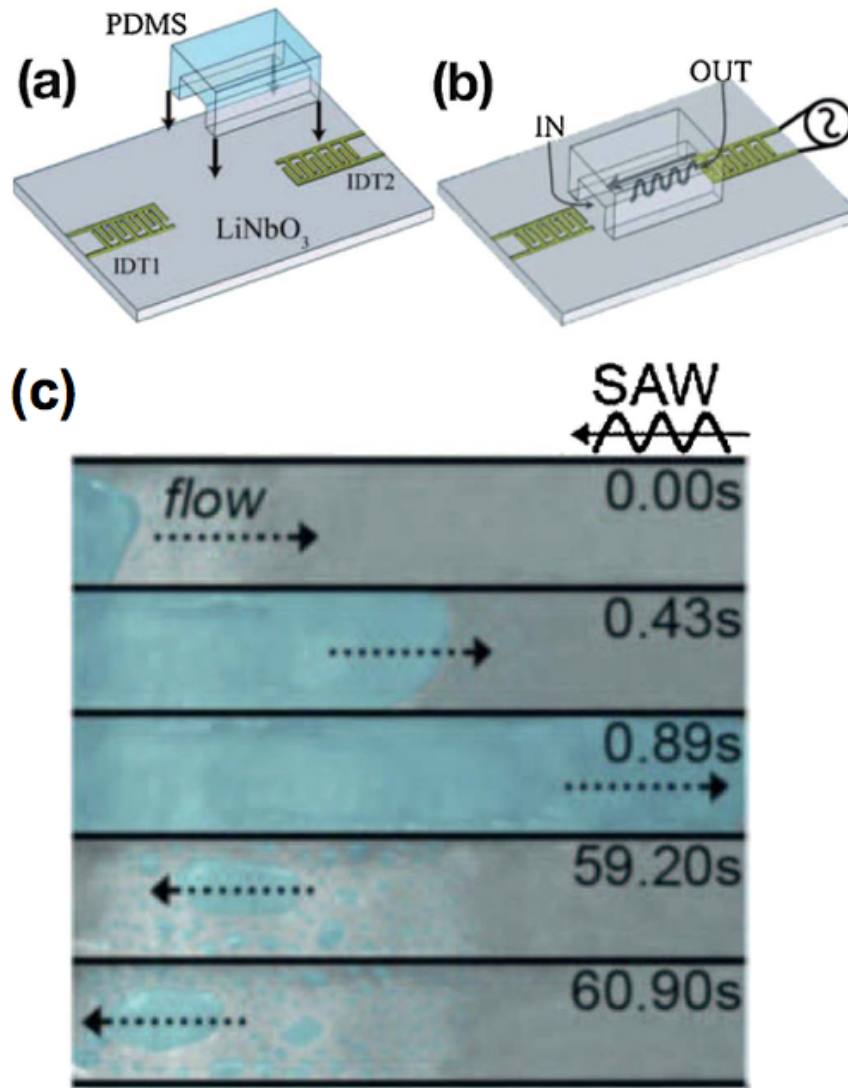 PDMS
(a)
IDT2
LiNbO₃
IDT1
(b)
OUT
IN
(c)
SAW
flow
0.00s
0.43s
0.89s
59.20s
60.90s